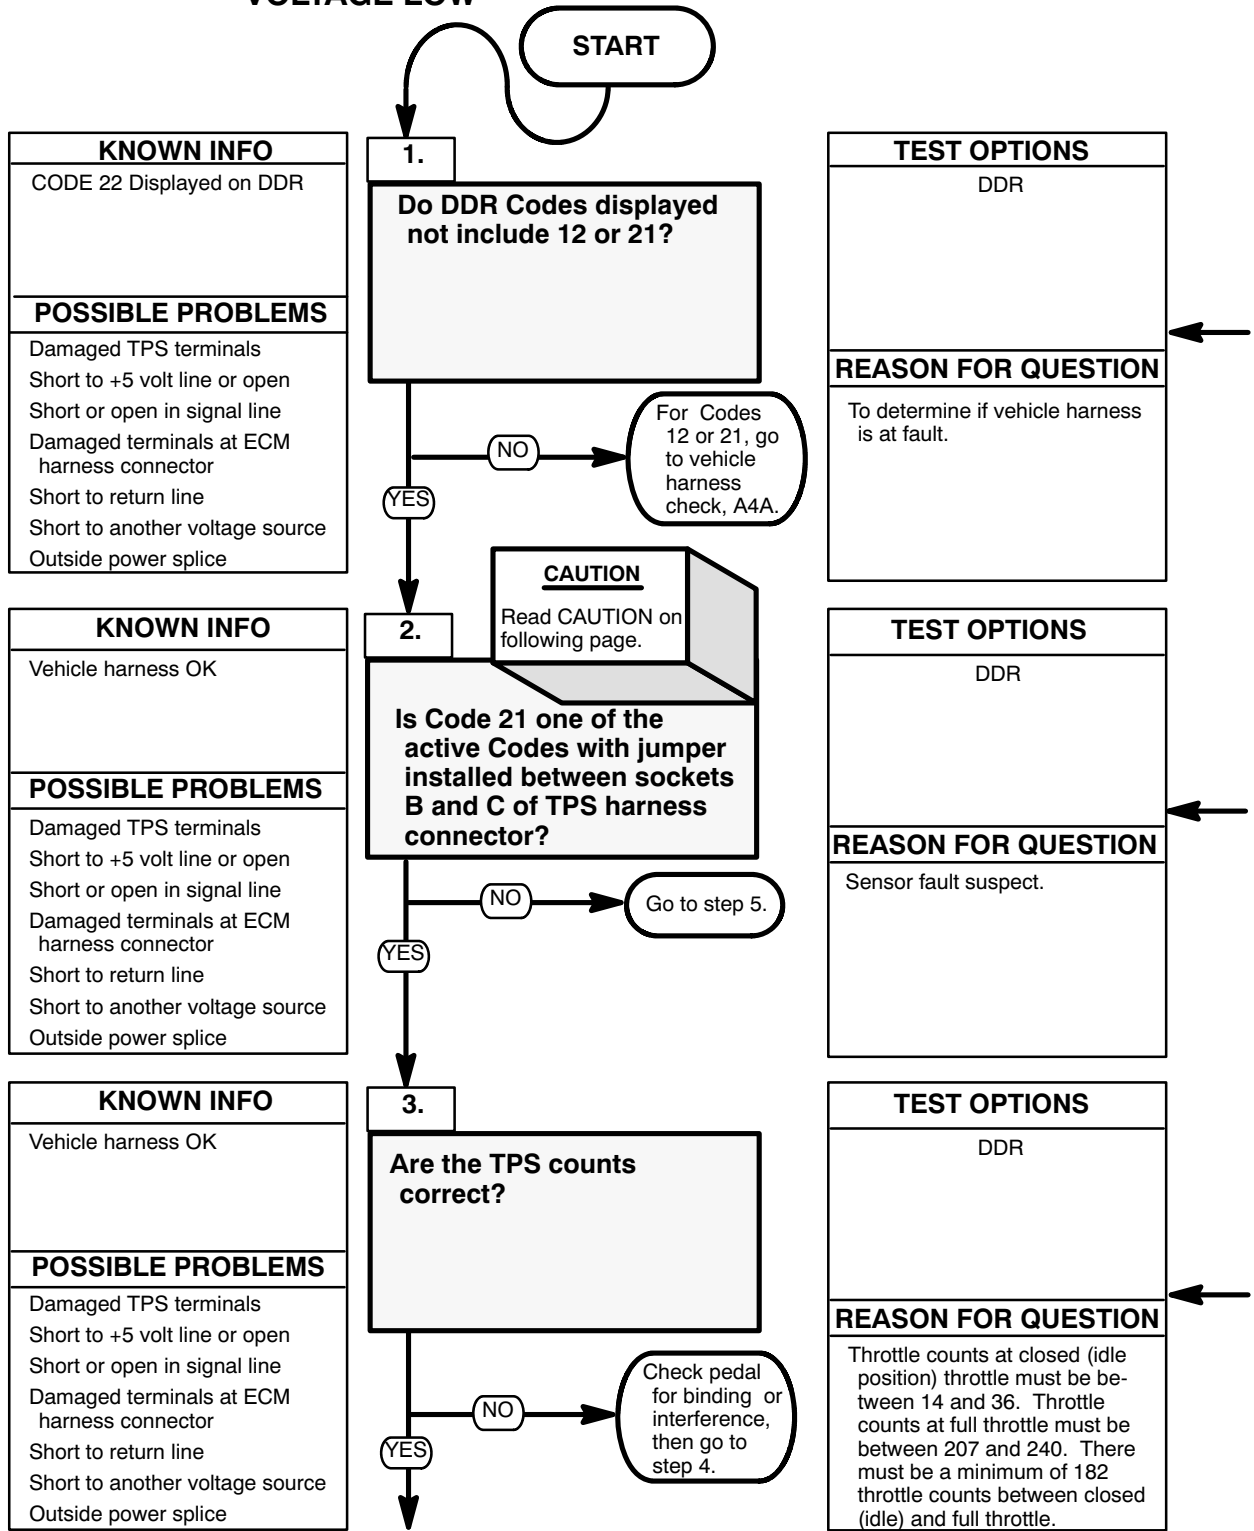 VOLTAGE LOW
START
KNOWN INFO
CODE 22 Displayed on DDR
POSSIBLE PROBLEMS
Damaged TPS terminals
Short to +5 volt line or open
Short or open in signal line
Damaged terminals at ECM
harness connector
Short to return line
Short to another voltage source
Outside power splice
1.
Do DDR Codes displayed
not include 12 or 21?
NO
For Codes
12 or 21, go
to vehicle
harness
check, A4A.
YES
TEST OPTIONS
DDR
REASON FOR QUESTION
To determine if vehicle harness
is at fault.
KNOWN INFO
Vehicle harness OK
POSSIBLE PROBLEMS
Damaged TPS terminals
Short to +5 volt line or open
Short or open in signal line
Damaged terminals at ECM
harness connector
Short to return line
Short to another voltage source
Outside power splice
CAUTION
Read CAUTION on
following page.
2.
Is Code 21 one of the
active Codes with jumper
installed between sockets
B and C of TPS harness
connector?
NO
Go to step 5.
YES
TEST OPTIONS
DDR
REASON FOR QUESTION
Sensor fault suspect.
KNOWN INFO
Vehicle harness OK
POSSIBLE PROBLEMS
Damaged TPS terminals
Short to +5 volt line or open
Short or open in signal line
Damaged terminals at ECM
harness connector
Short to return line
Short to another voltage source
Outside power splice
3.
Are the TPS counts
correct?
NO
Check pedal
for binding or
interference,
then go to
step 4.
YES
TEST OPTIONS
DDR
REASON FOR QUESTION
Throttle counts at closed (idle
position) throttle must be be-
tween 14 and 36. Throttle
counts at full throttle must be
between 207 and 240. There
must be a minimum of 182
throttle counts between closed
(idle) and full throttle.